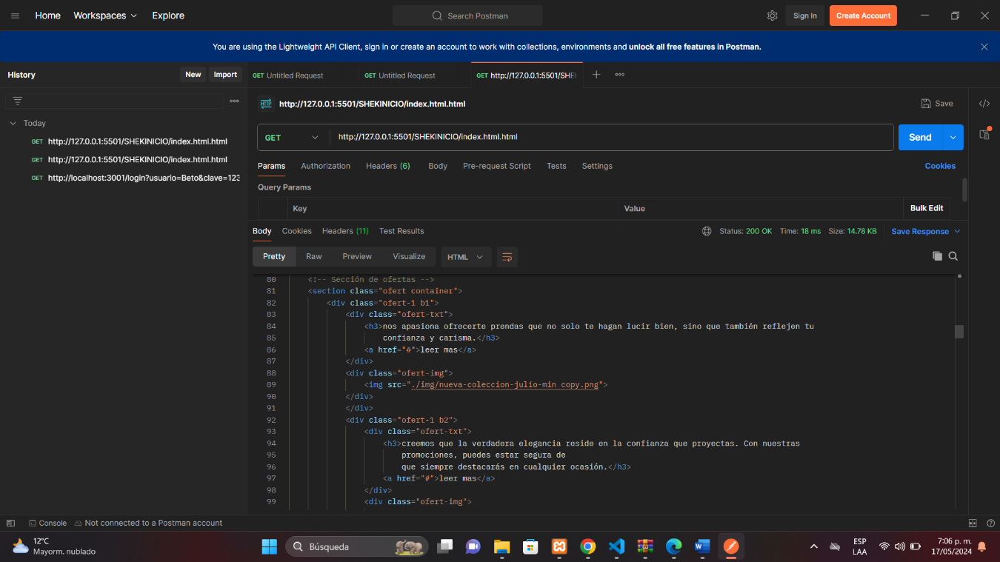 Home Workspaces Explore
Search Postman
Sign In Create Account
You are using the Lightweight API Client, sign in or create an account to work with collections, environments and unlock all free features in Postman.
History New Import
GET Untitled Request GET Untitled Request GET http://127.0.0.1:5501/SHEI
HTTP http://127.0.0.1:5501/SHEKINICIO/index.html.html Save
Today
GET http://127.0.0.1:5501/SHEKINICIO/index.html.html
GET http://127.0.0.1:5501/SHEKINICIO/index.html.html
GET http://localhost:3001/login?usuario=Beto&clave=123
GET http://127.0.0.1:5501/SHEKINICIO/index.html.html Send
Params Authorization Headers (6) Body Pre-request Script Tests Settings Cookies
Query Params
Key Value Bulk Edit
Body Cookies Headers (11) Test Results Status: 200 OK Time: 18 ms Size: 14.78 KB Save Response
Pretty Raw Preview Visualize HTML
80 <!-- Sección de ofertas -->
81 <section class="ofert container">
82 <div class="ofert-1 b1">
83 <div class="ofert-txt">
84 <h3>nos apasiona ofrecerte prendas que no solo te hagan lucir bien, sino que también reflejen tu
85 confianza y carisma.</h3>
86 <a href="#">leer mas</a>
87 </div>
88 <div class="ofert-img">
89 <img src="./img/nueva-coleccion-julio-min copy.png">
90 </div>
91 </div>
92 <div class="ofert-1 b2">
93 <div class="ofert-txt">
94 <h3>creemos que la verdadera elegancia reside en la confianza que proyectas. Con nuestras
95 promociones, puedes estar segura de
96 que siempre destacarás en cualquier ocasión.</h3>
97 <a href="#">leer mas</a>
98 </div>
99 <div class="ofert-img">
Console Not connected to a Postman account
12°C
Mayorm. nublado
Búsqueda
ESP
LAA
7:06 p. m.
17/05/2024